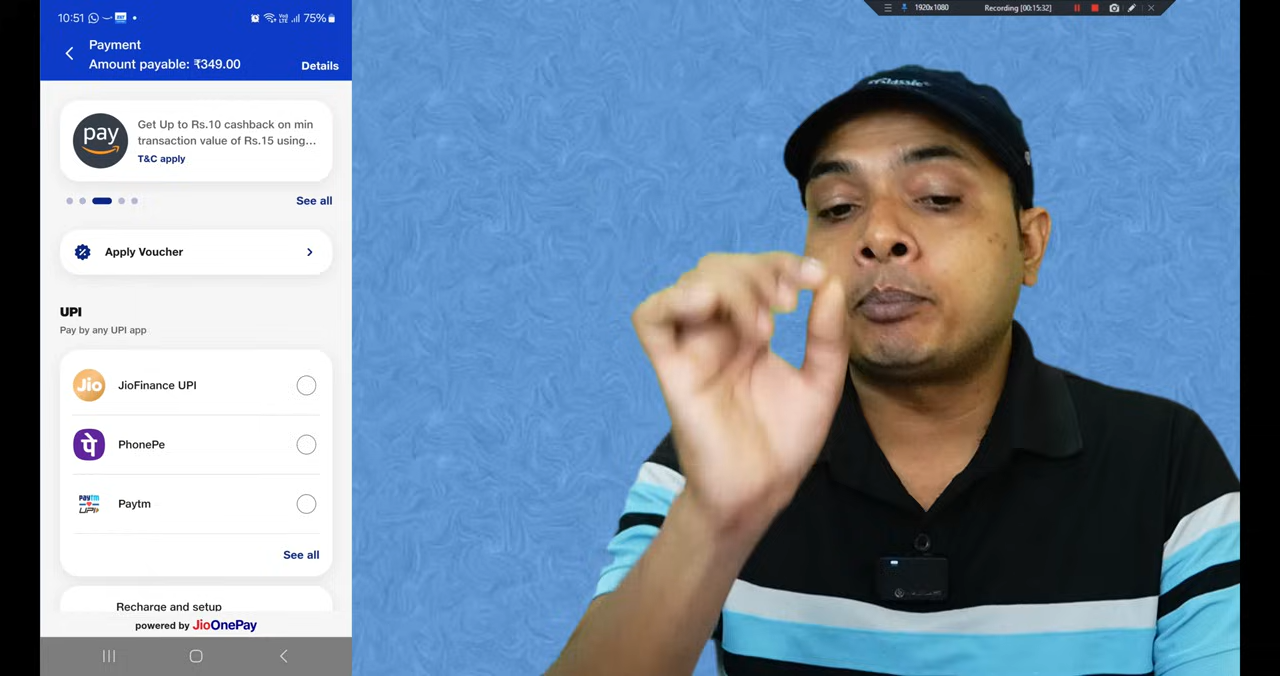 10:51
75%
Payment
Amount payable: ₹349.00
Details
pay
Get Up to Rs.10 cashback on min
transaction value of Rs.15 using...
T&C apply
See all
Apply Voucher
UPI
Pay by any UPI app
Jio
JioFinance UPI
पे
PhonePe
Paytm
UPI
Paytm
See all
Recharge and setup
powered by JioOnePay
1920x1080
Recording [00:15:32]